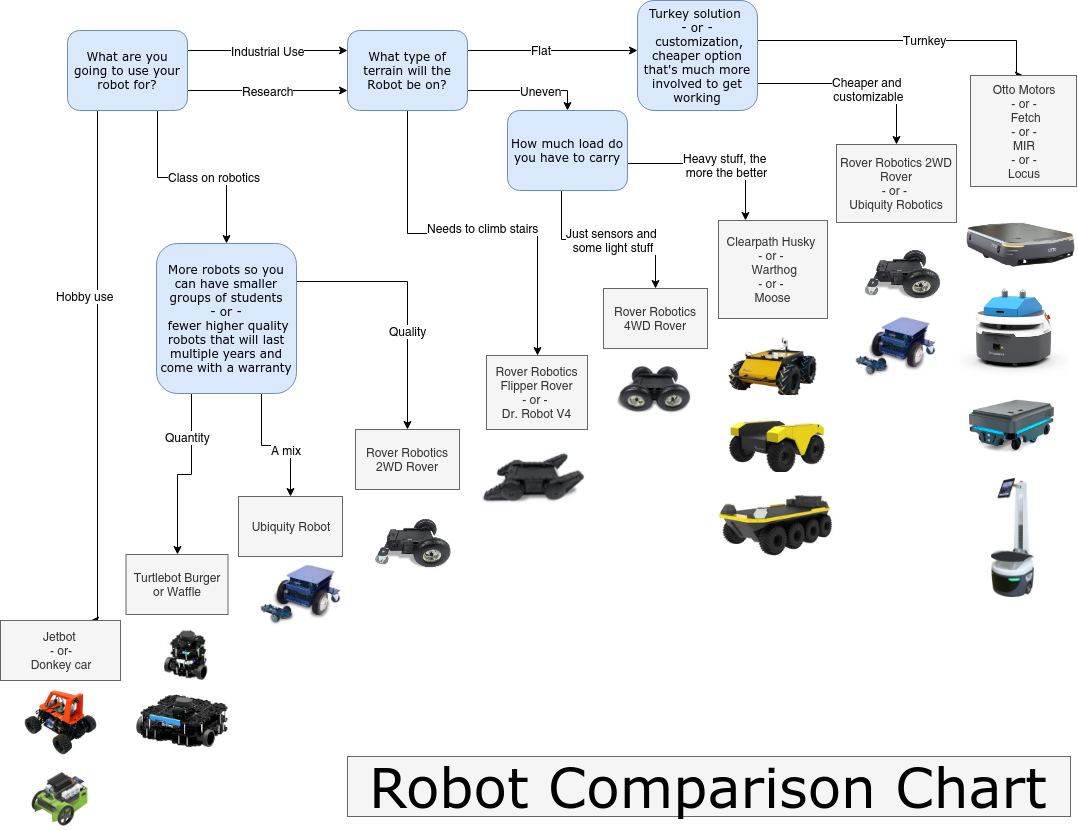 What are you
going to use your
robot for?
Industrial Use
Research
What type of
terrain will the
Robot be on?
Flat
Uneven
Turkey solution
- or -
customization,
cheaper option
that's much more
involved to get
working
Turnkey
Cheaper and
customizable
Otto Motors
- or -
Fetch
- or -
MIR
- or -
Locus
How much load do
you have to carry
Heavy stuff, the
more the better
Rover Robotics 2WD
Rover
- or -
Ubiquity Robotics
Class on robotics
Needs to climb stairs
Just sensors and
some light stuff
Clearpath Husky
- or -
Warthog
- or -
Moose
Hobby use
More robots so you
can have smaller
groups of students
- or -
fewer higher quality
robots that will last
multiple years and
come with a warranty
Quality
Rover Robotics
4WD Rover
Rover Robotics
Flipper Rover
- or -
Dr. Robot V4
Quantity
A mix
Rover Robotics
2WD Rover
Ubiquity Robot
Turtlebot Burger
or Waffle
Jetbot
- or-
Donkey car
Robot Comparison Chart